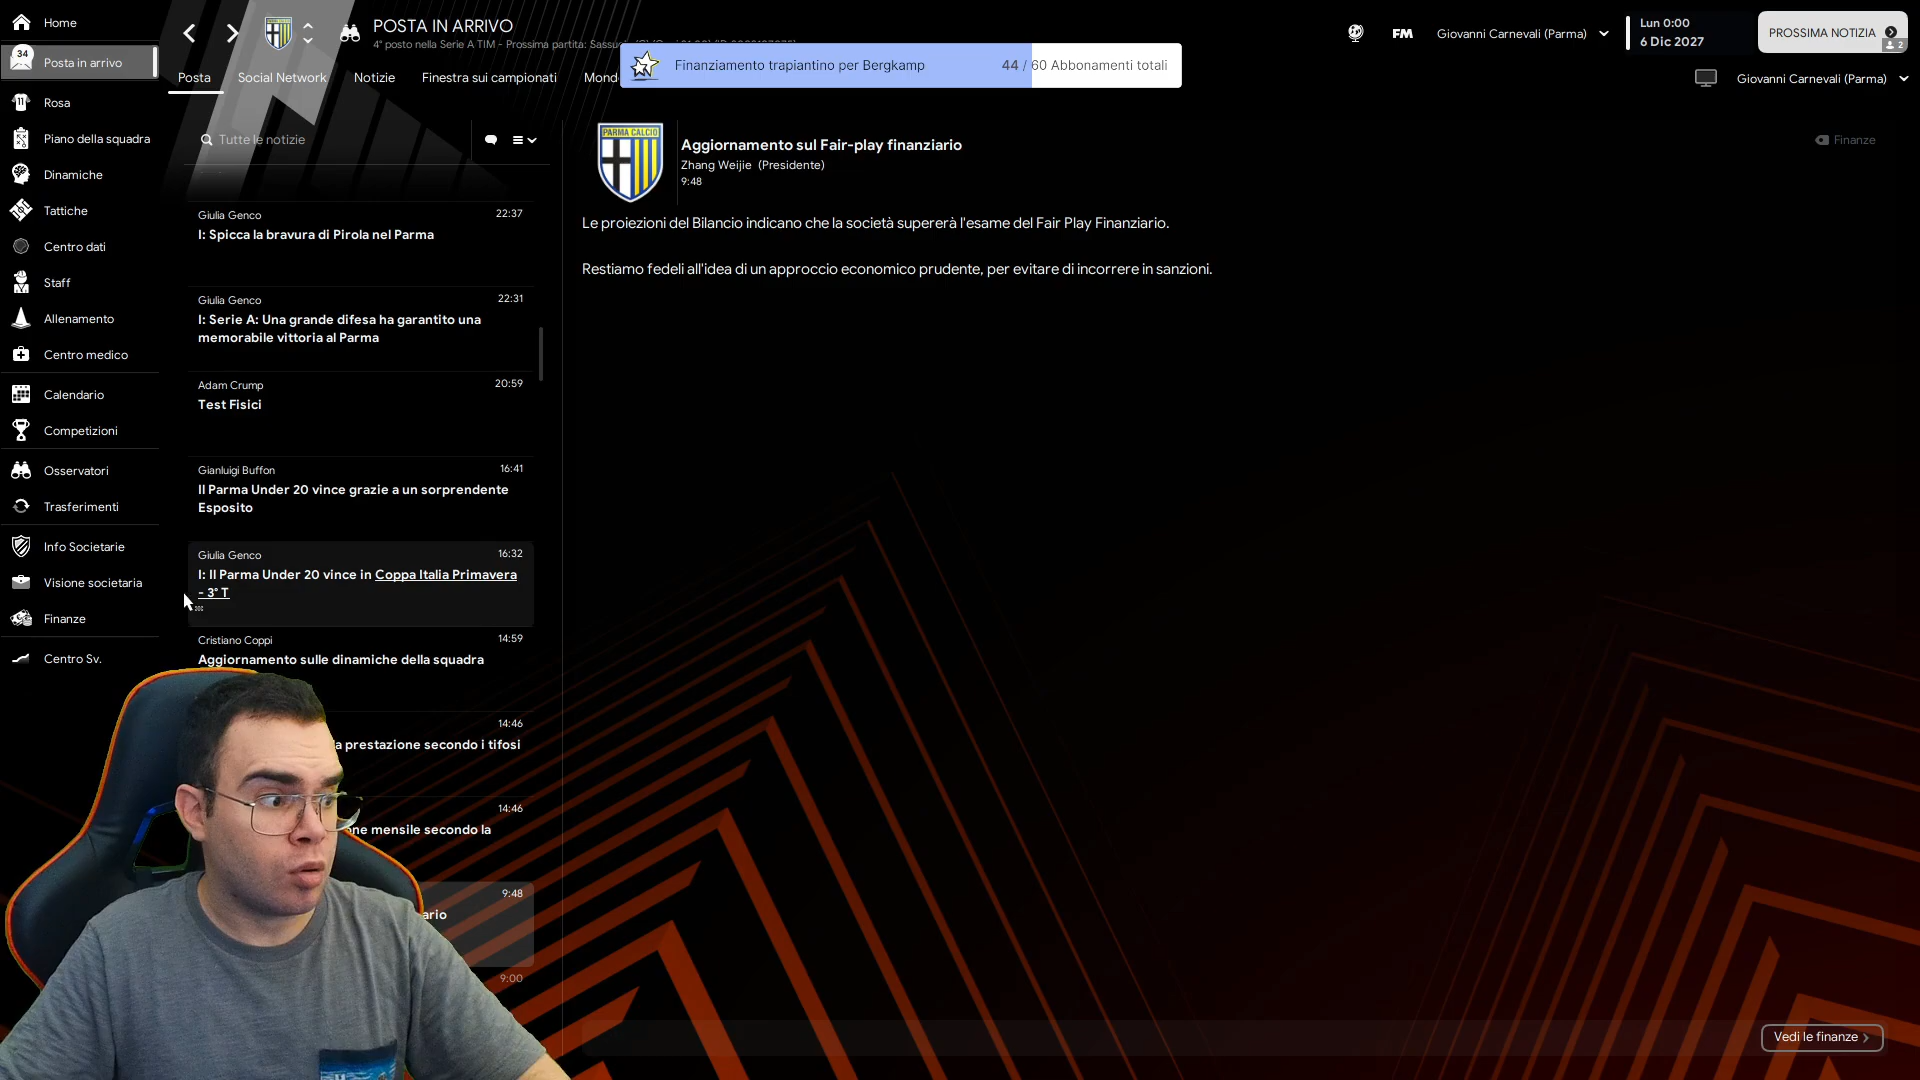 Home
34
Posta in arrivo
Rosa
Piano della squadra
Dinamiche
Tattiche
Centro dati
Staff
Allenamento
Centro medico
Calendario
Competizioni
Osservatori
Trasferimenti
Info Societarie
Visione societaria
Finanze
Centro Sv.
POSTA IN ARRIVO
4° posto nella Serie A TIM - Prossima partita: Sassu
Posta
Social Network
Notizie
Finestra sui campionati
Mond
Finanziamento trapiantino per Bergkamp
44 / 60 Abbonamenti totali
FM
Giovanni Carnevali (Parma)
Lun 0:00
6 Dic 2027
PROSSIMA NOTIZIA
2
Giovanni Carnevali (Parma)
Tutte le notizie
Giulia Genco
22:37
I: Spicca la bravura di Pirola nel Parma
Giulia Genco
22:31
I: Serie A: Una grande difesa ha garantito una
memorabile vittoria al Parma
Adam Crump
20:59
Test Fisici
Gianluigi Buffon
16:41
Il Parma Under 20 vince grazie a un sorprendente
Esposito
Giulia Genco
16:32
I: Il Parma Under 20 vince in Coppa Italia Primavera
- 3° T
Cristiano Coppi
14:59
Aggiornamento sulle dinamiche della squadra
14:46
a prestazione secondo i tifosi
14:46
one mensile secondo la
9:48
ario
9:00
PARMA CALCIO
Aggiornamento sul Fair-play finanziario
Zhang Weijie (Presidente)
9:48
Finanze
Le proiezioni del Bilancio indicano che la società supererà l'esame del Fair Play Finanziario.
Restiamo fedeli all'idea di un approccio economico prudente, per evitare di incorrere in sanzioni.
Vedi le finanze